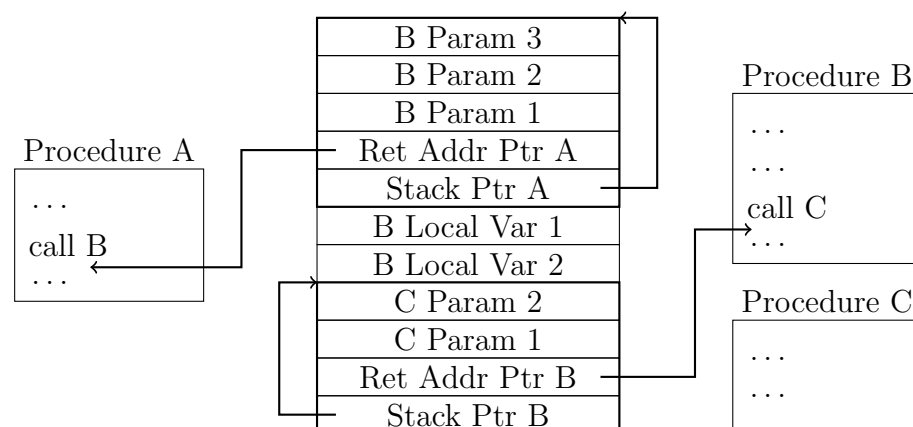 Procedure A
...
call B
...
B Param 3
B Param 2
B Param 1
Ret Addr Ptr A
Stack Ptr A
B Local Var 1
B Local Var 2
C Param 2
C Param 1
Ret Addr Ptr B
Stack Ptr B
Procedure B
...
...
call C
...
Procedure C
...
...